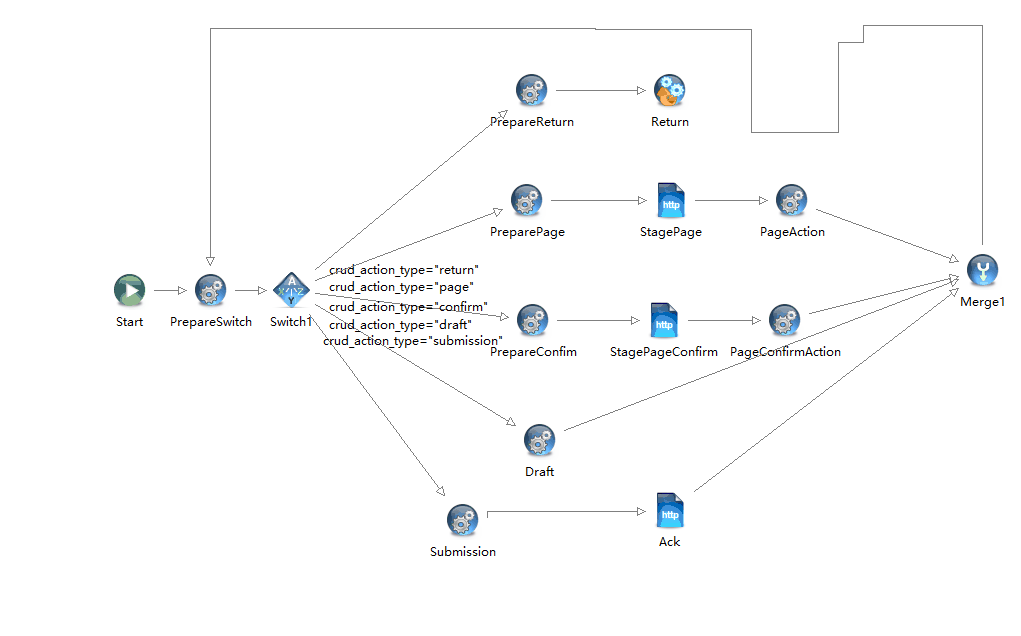 PrepareReturn
Return
PreparePage
http
StagePage
PageAction
crud_action_type="return"
crud_action_type="page"
crud_action_type="confirm"
crud_action_type="draft"
crud_action_type="submission"
Start
PrepareSwitch
A
X/Y/Z
Y
Switch1
Merge1
PrepareConfim
http
StagePageConfirm
PageConfirmAction
Draft
Submission
http
Ack